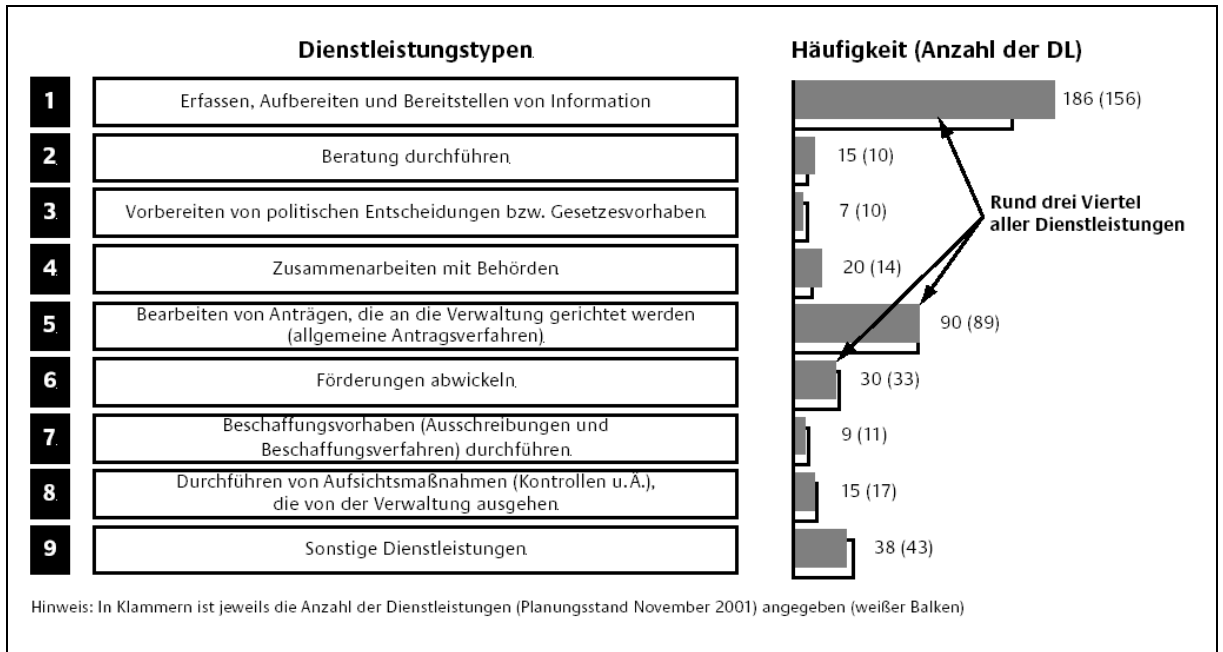 Dienstleistungstypen
Häufigkeit (Anzahl der DL)
1
Erfassen, Aufbereiten und Bereitstellen von Information
186 (156)
2
Beratung durchführen
15 (10)
3
Vorbereiten von politischen Entscheidungen bzw. Gesetzesvorhaben
7 (10)
Rund drei Viertel
aller Dienstleistungen
4
Zusammenarbeiten mit Behörden
20 (14)
5
Bearbeiten von Anträgen, die an die Verwaltung gerichtet werden
(allgemeine Antragsverfahren)
90 (89)
6
Förderungen abwickeln
30 (33)
7
Beschaffungsvorhaben (Ausschreibungen und
Beschaffungsverfahren) durchführen
9 (11)
8
Durchführen von Aufsichtsmaßnahmen (Kontrollen u.Ä.),
die von der Verwaltung ausgehen
15 (17)
9
Sonstige Dienstleistungen
38 (43)
Hinweis: In Klammern ist jeweils die Anzahl der Dienstleistungen (Planungsstand November 2001) angegeben (weißer Balken)